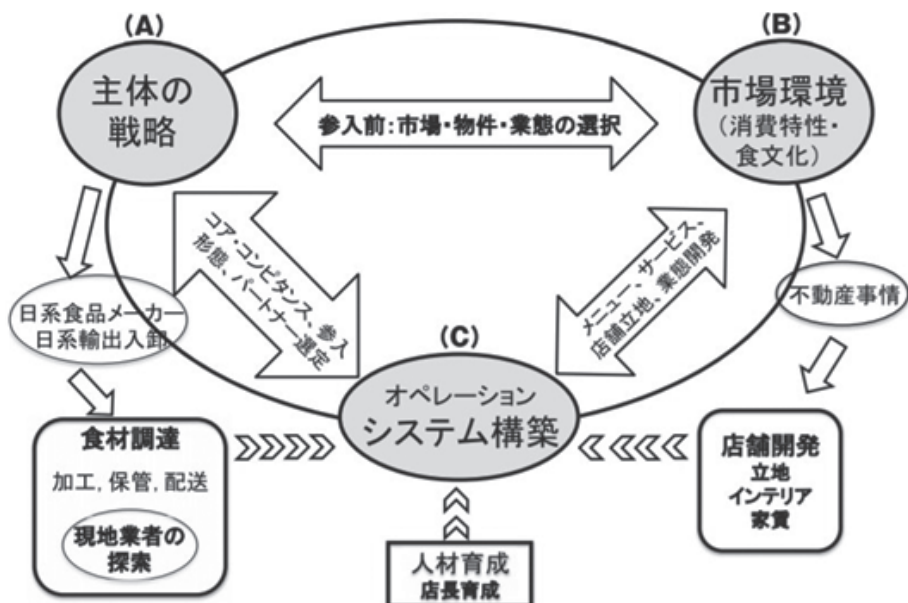 (A)
主体の
戦略
(B)
市場環境
（消費特性・
食文化）
参入前：市場・物件・業態の選択
コア・コンピタンス、参入
形態、パートナー選定
メニュー、サービス、
店舗立地、業態開発
日系食品メーカー
日系輸出入卸
不動産事情
(C)
オペレーション
システム構築
食材調達
加工, 保管, 配送
現地業者の
探索
店舗開発
立地
インテリア
家賃
人材育成
店長育成